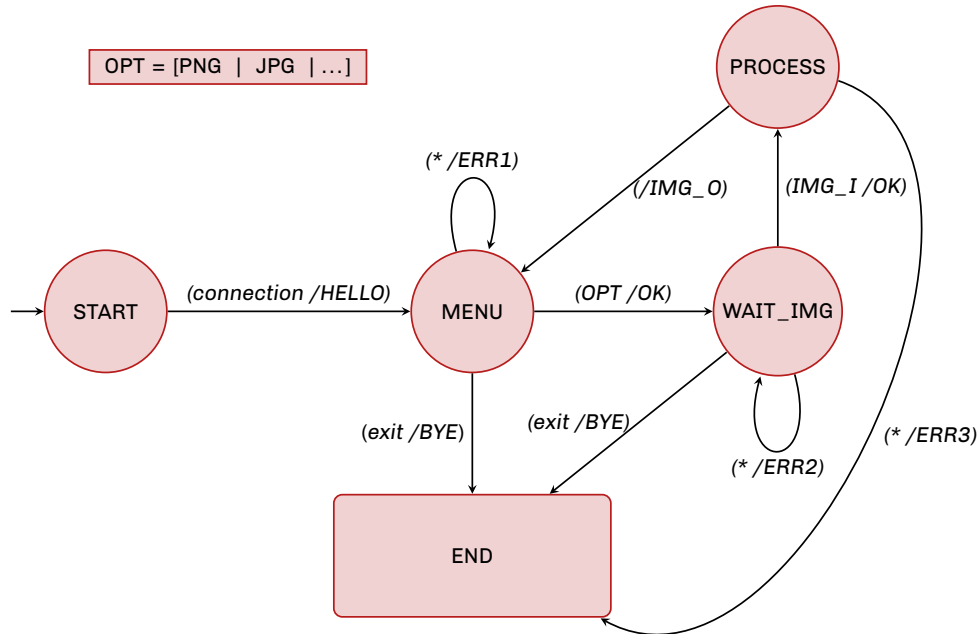 PROCESS
OPT = [PNG | JPG | ...]
(* /ERR1)
(/IMG_O)
(IMG_I /OK)
(connection /HELLO)
(OPT /OK)
START
MENU
WAIT_IMG
(exit /BYE)
(exit /BYE)
(* /ERR3)
(* /ERR2)
END